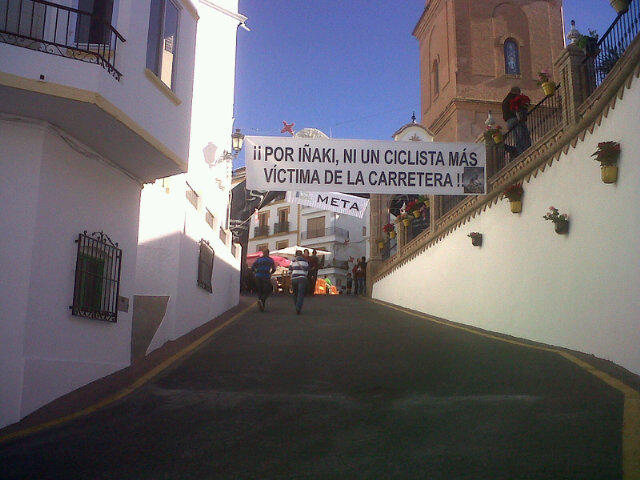 ¡¡POR IÑAKI, NI UN CICLISTA MÁS
VÍCTIMA DE LA CARRETERA !!
META